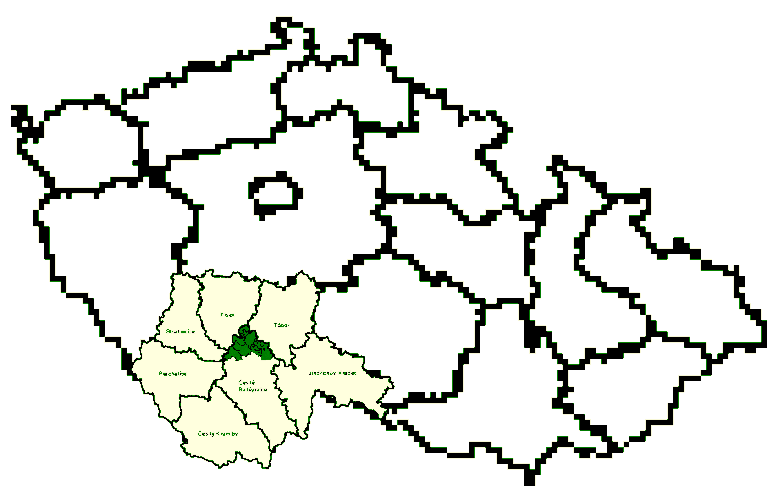 Písek
Tábor
Strakonice
Prachatice
Jindřichův Hradec
České
Budějovice
Český Krumlov